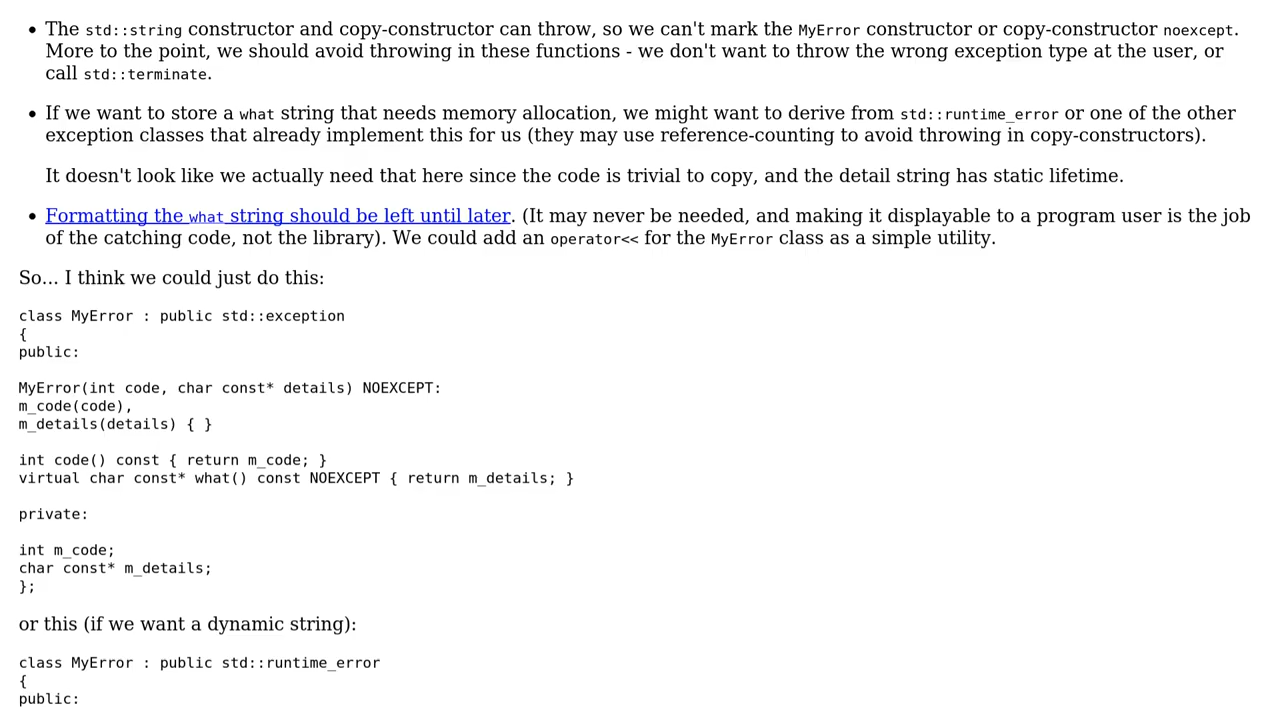 • The std::string constructor and copy-constructor can throw, so we can't mark the MyError constructor or copy-constructor noexcept.
More to the point, we should avoid throwing in these functions - we don't want to throw the wrong exception type at the user, or
call std::terminate.
• If we want to store a what string that needs memory allocation, we might want to derive from std::runtime_error or one of the other
exception classes that already implement this for us (they may use reference-counting to avoid throwing in copy-constructors).
It doesn't look like we actually need that here since the code is trivial to copy, and the detail string has static lifetime.
• Formatting the what string should be left until later. (It may never be needed, and making it displayable to a program user is the job
of the catching code, not the library). We could add an operator<< for the MyError class as a simple utility.
So... I think we could just do this:
class MyError : public std::exception
{
public:
MyError(int code, char const* details) NOEXCEPT:
m_code(code),
m_details(details) { }
int code() const { return m_code; }
virtual char const* what() const NOEXCEPT { return m_details; }
private:
int m_code;
char const* m_details;
};
or this (if we want a dynamic string):
class MyError : public std::runtime_error
{
public: